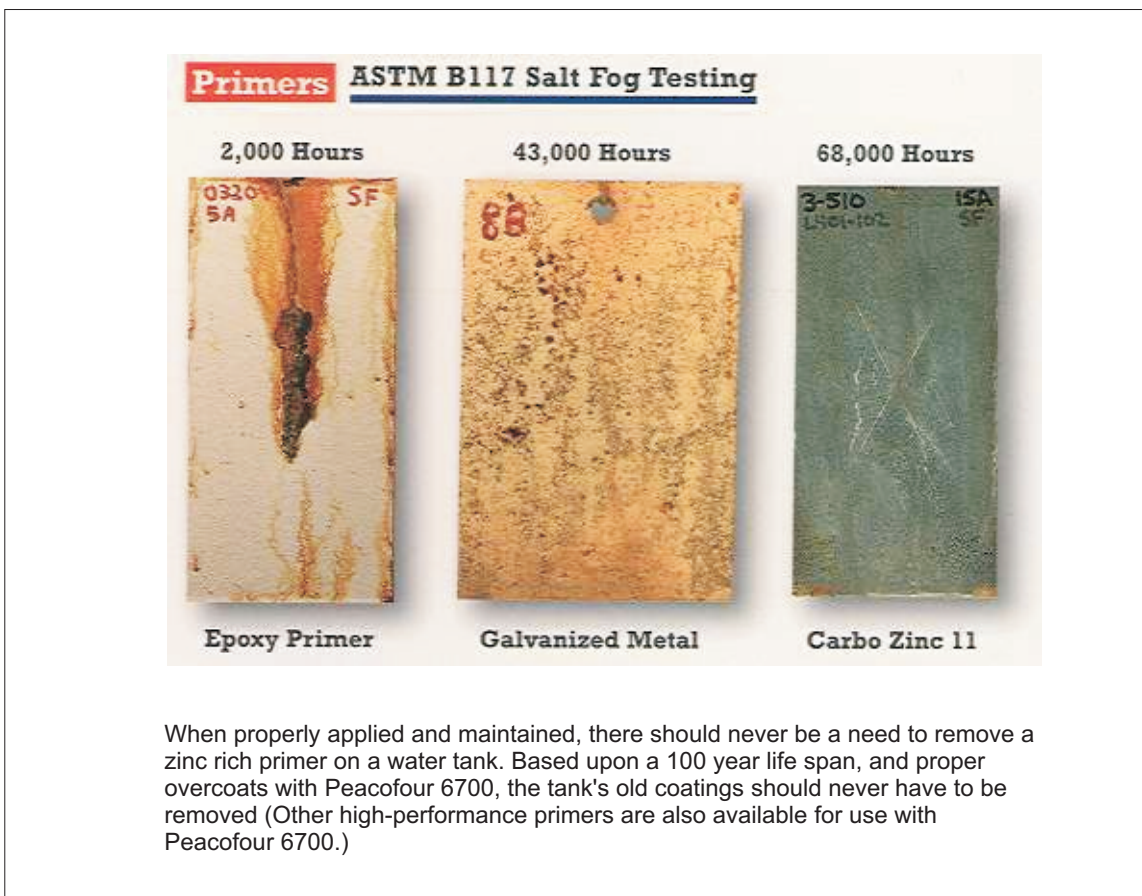 Primers ASTM B117 Salt Fog Testing
2,000 Hours 43,000 Hours 68,000 Hours
0320 SF
5A
88
3-510 15A
L401-102 SF
Epoxy Primer Galvanized Metal Carbo Zinc 11
When properly applied and maintained, there should never be a need to remove a
zinc rich primer on a water tank. Based upon a 100 year life span, and proper
overcoats with Peacofour 6700, the tank's old coatings should never have to be
removed (Other high-performance primers are also available for use with
Peacofour 6700.)